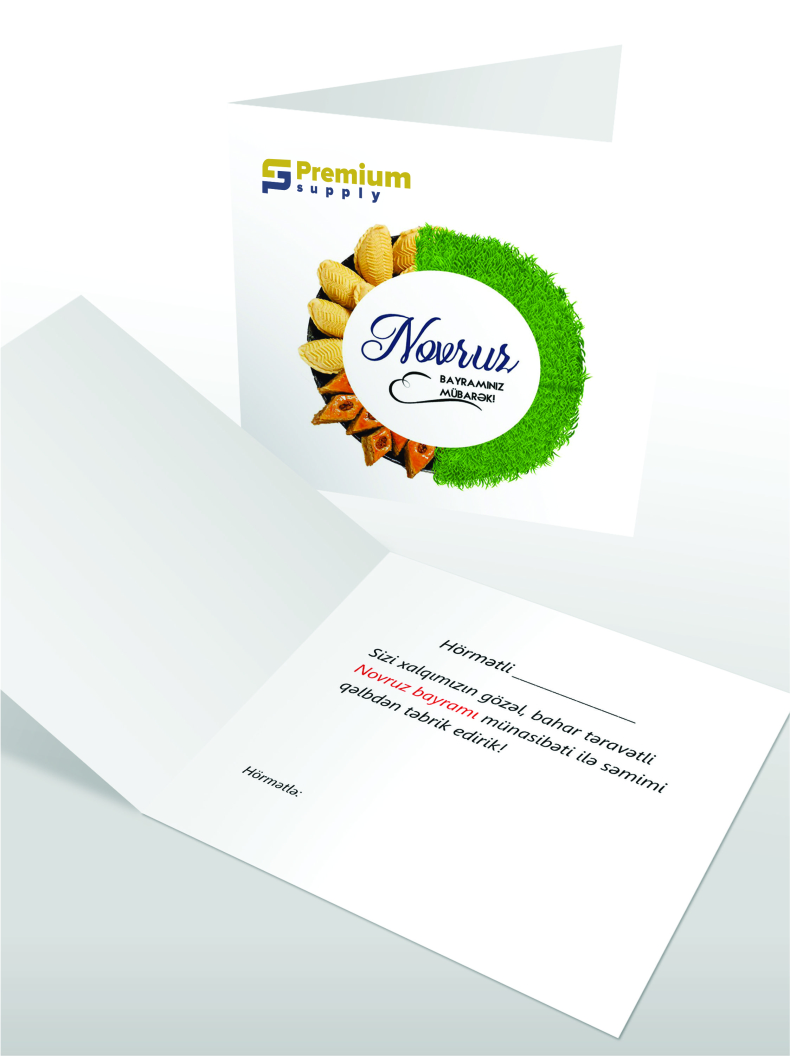 Premium
supply
Novruz
BAYRAMINIZ
MÜBARƏK!
Hörmətli _______________
Sizi xalqımızın gözəl, bahar təravətli
Novruz bayramı münasibəti ilə səmimi
qəlbdən təbrik edirik!
Hörmətlə: